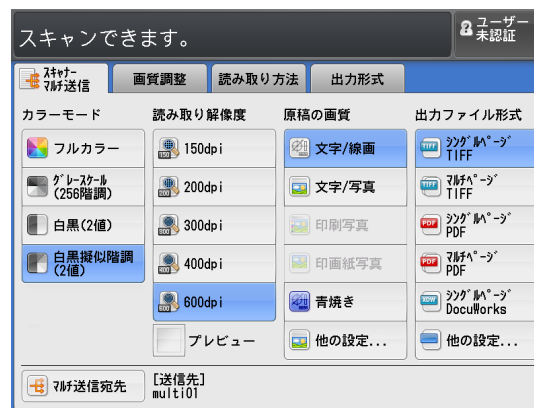 スキャンできます。
ユーザー
未認証
ｽｷｬﾅｰ
ﾏﾙﾁ送信
画質調整
読み取り方法
出力形式
カラーモード
読み取り解像度
原稿の画質
出力ファイル形式
フルカラー
150dpi
文字/線画
ｼﾝｸﾞﾙﾍﾟｰｼﾞ
TIFF
ｸﾞﾚｰｽｹｰﾙ
(256階調)
200dpi
文字/写真
ﾏﾙﾁﾍﾟｰｼﾞ
TIFF
白黒(2値)
300dpi
印刷写真
ｼﾝｸﾞﾙﾍﾟｰｼﾞ
PDF
白黒擬似階調
(2値)
400dpi
印画紙写真
ﾏﾙﾁﾍﾟｰｼﾞ
PDF
600dpi
青焼き
ｼﾝｸﾞﾙﾍﾟｰｼﾞ
DocuWorks
プレビュー
他の設定...
他の設定...
ﾏﾙﾁ送信宛先
[送信先]
multi01